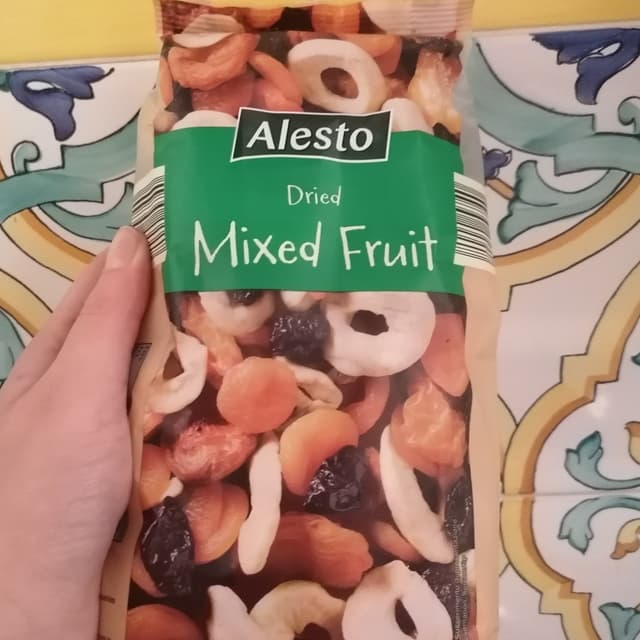 Alesto
Dried
Mixed Fruit